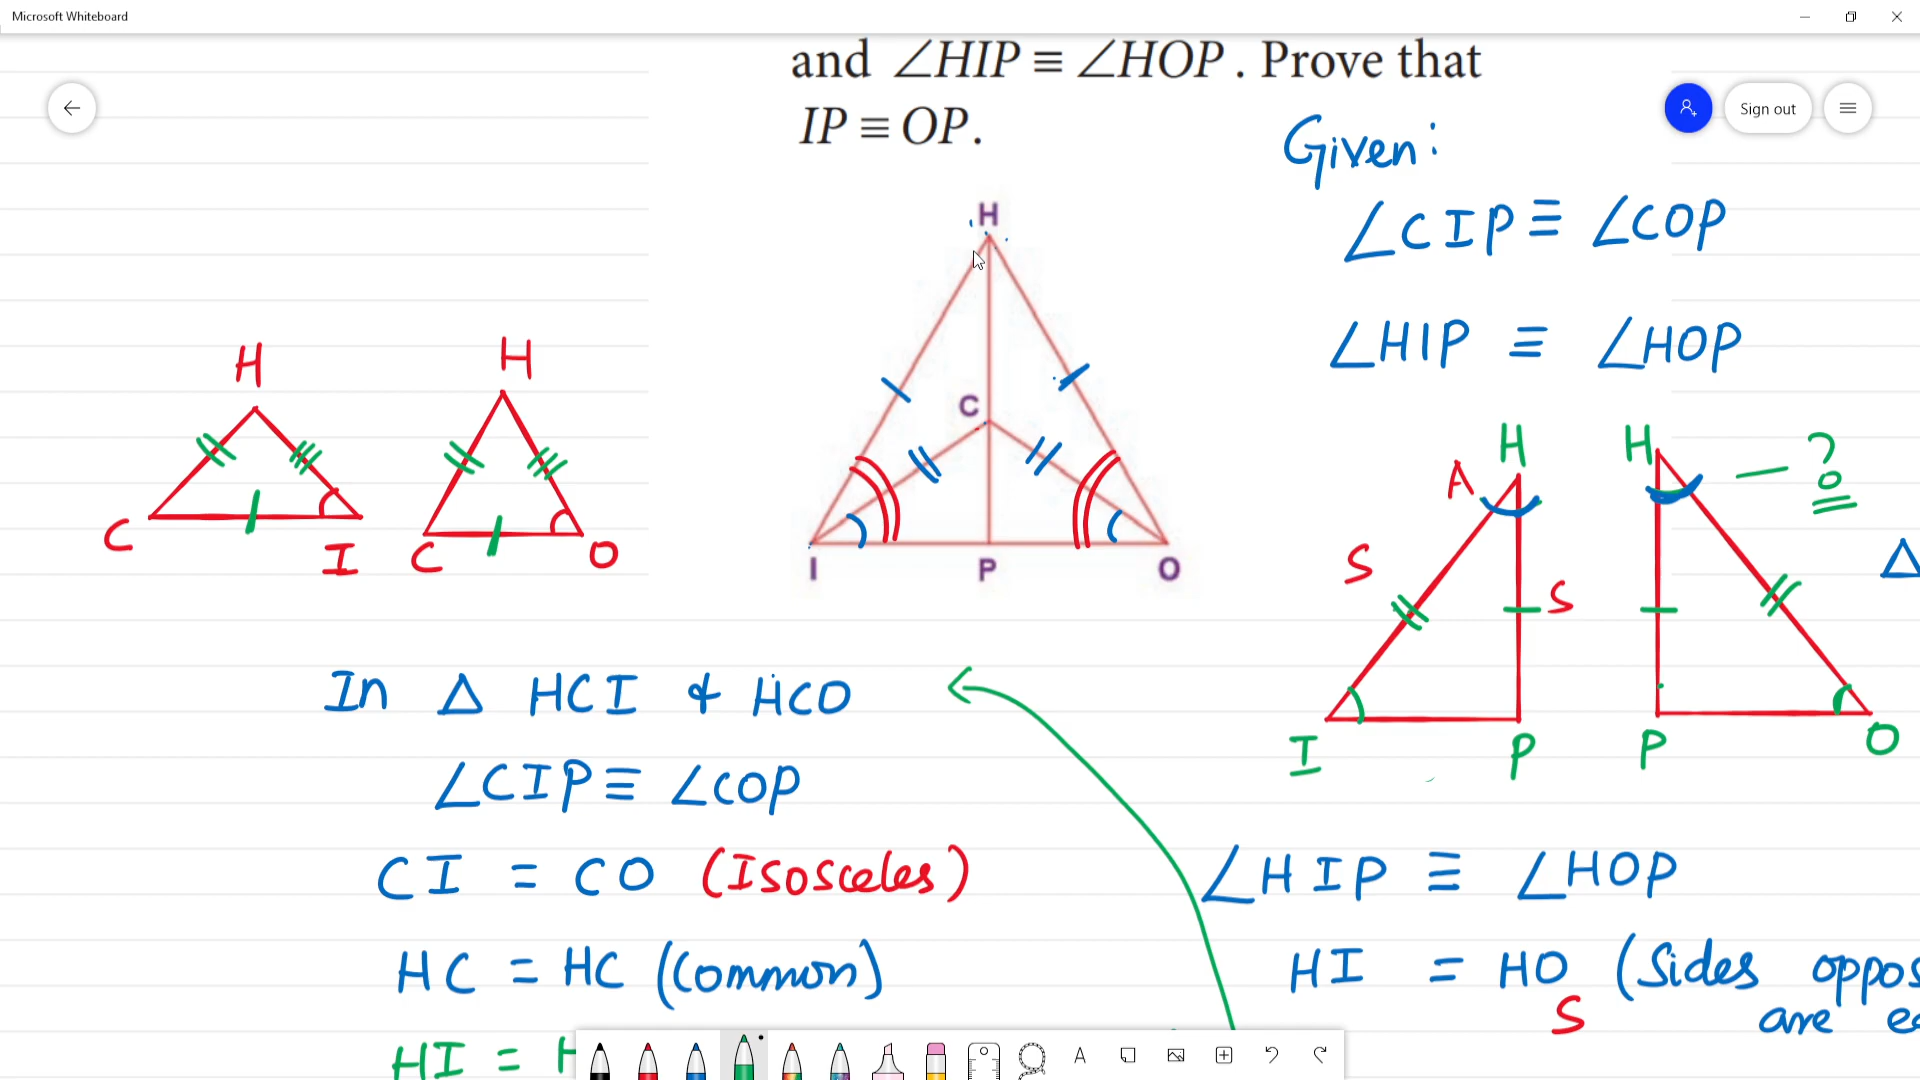 Microsoft Whiteboard
and ∠HIP ≡ ∠HOP. Prove that
IP ≡ OP.
Sign out
Given:
∠CIP ≡ ∠COP
∠HIP ≡ ∠HOP
H
C
I P O
H H
C I C O
H H - ?
A
S S
I P P O
Δ
In Δ HCI & HCO
∠CIP ≡ ∠COP
CI = CO (Isosceles)
HC = HC (Common)
HI =
∠HIP ≡ ∠HOP
HI = HO (Sides
S are
A